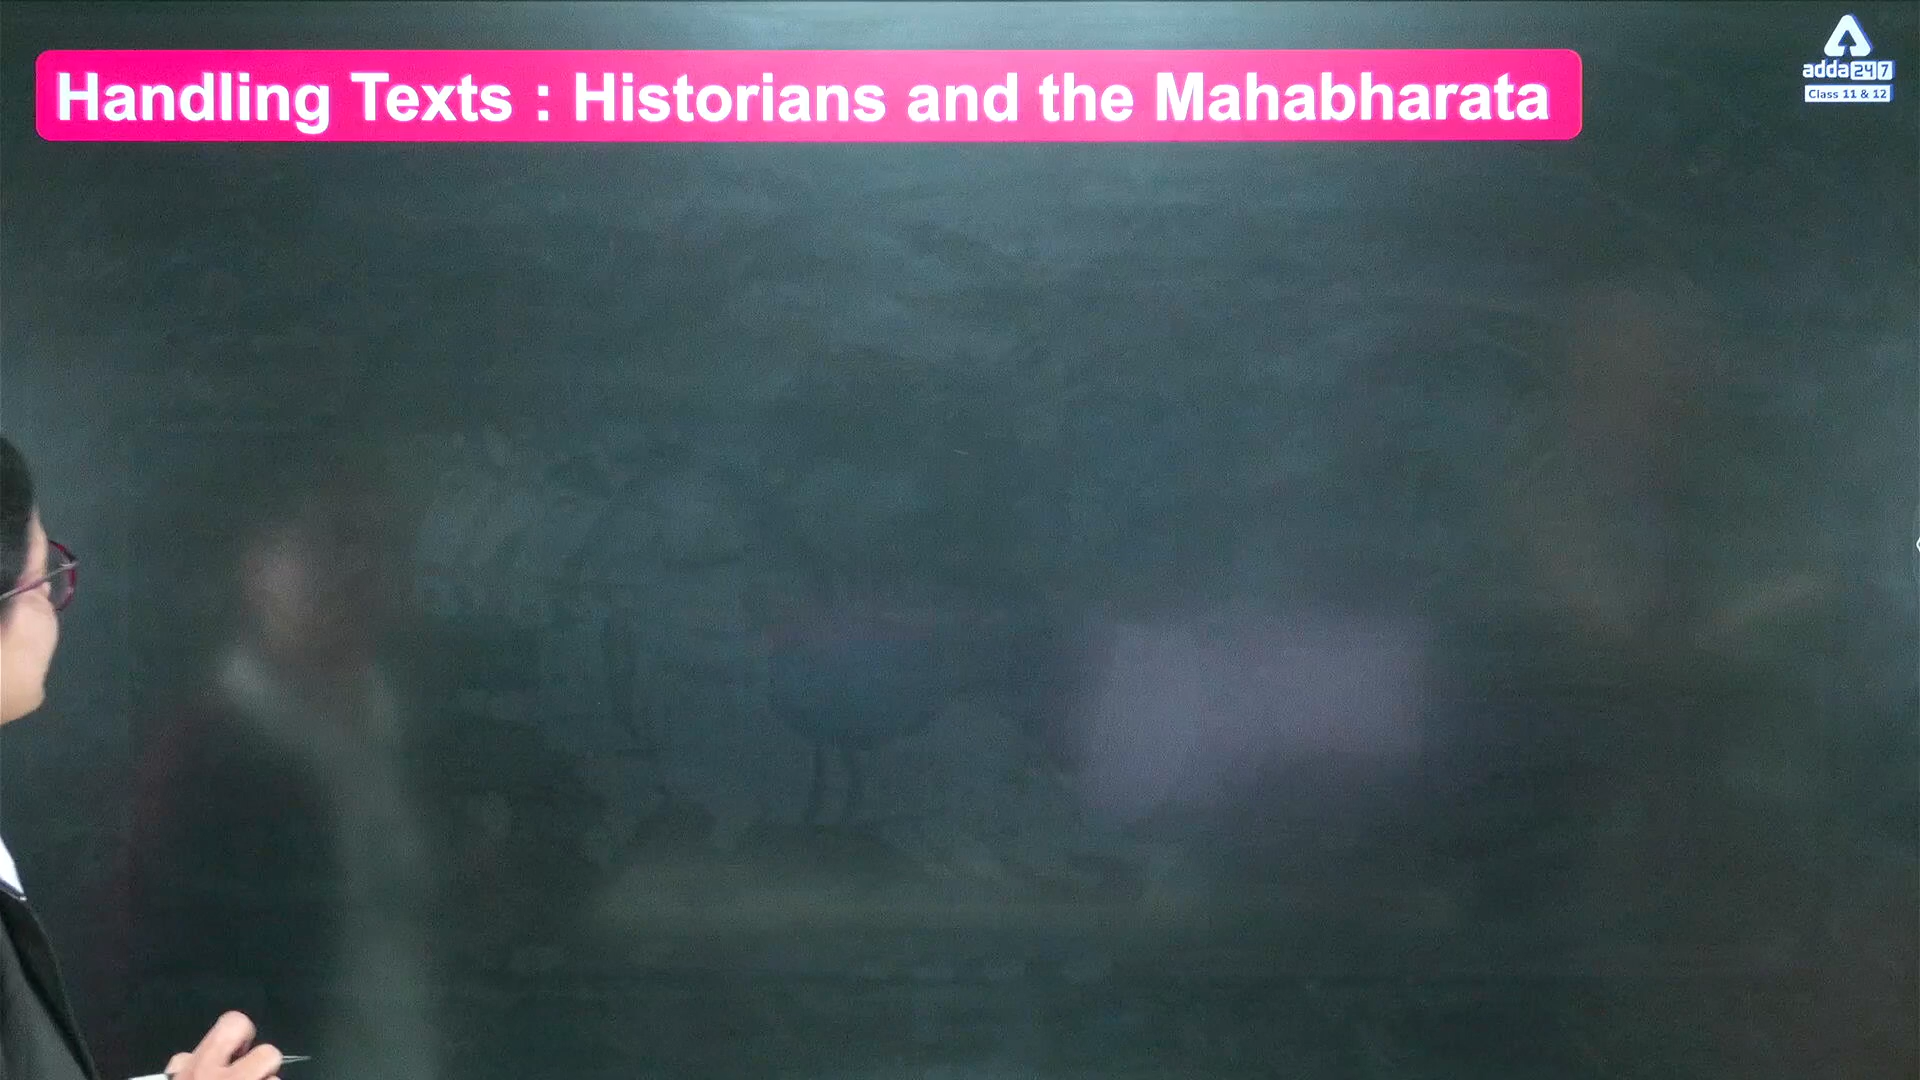 Handling Texts : Historians and the Mahabharata
adda247
Class 11 & 12